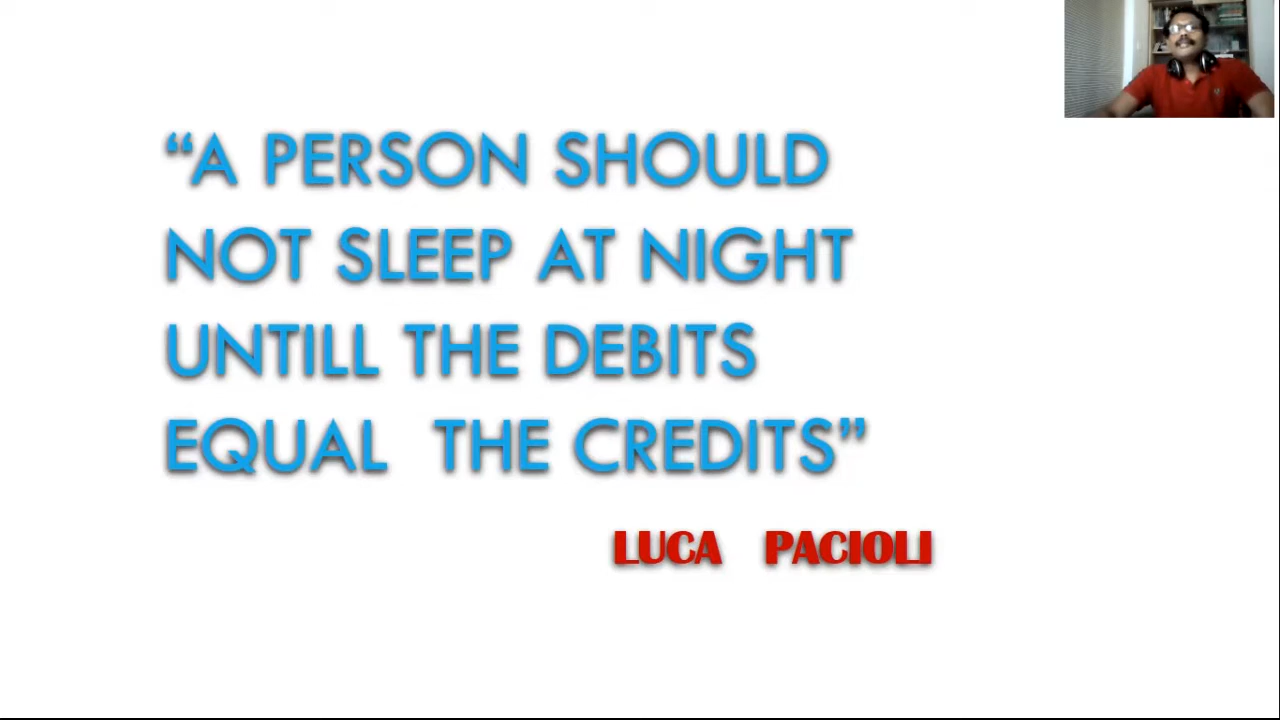 “A PERSON SHOULD
NOT SLEEP AT NIGHT
UNTILL THE DEBITS
EQUAL THE CREDITS”
LUCA PACIOLI